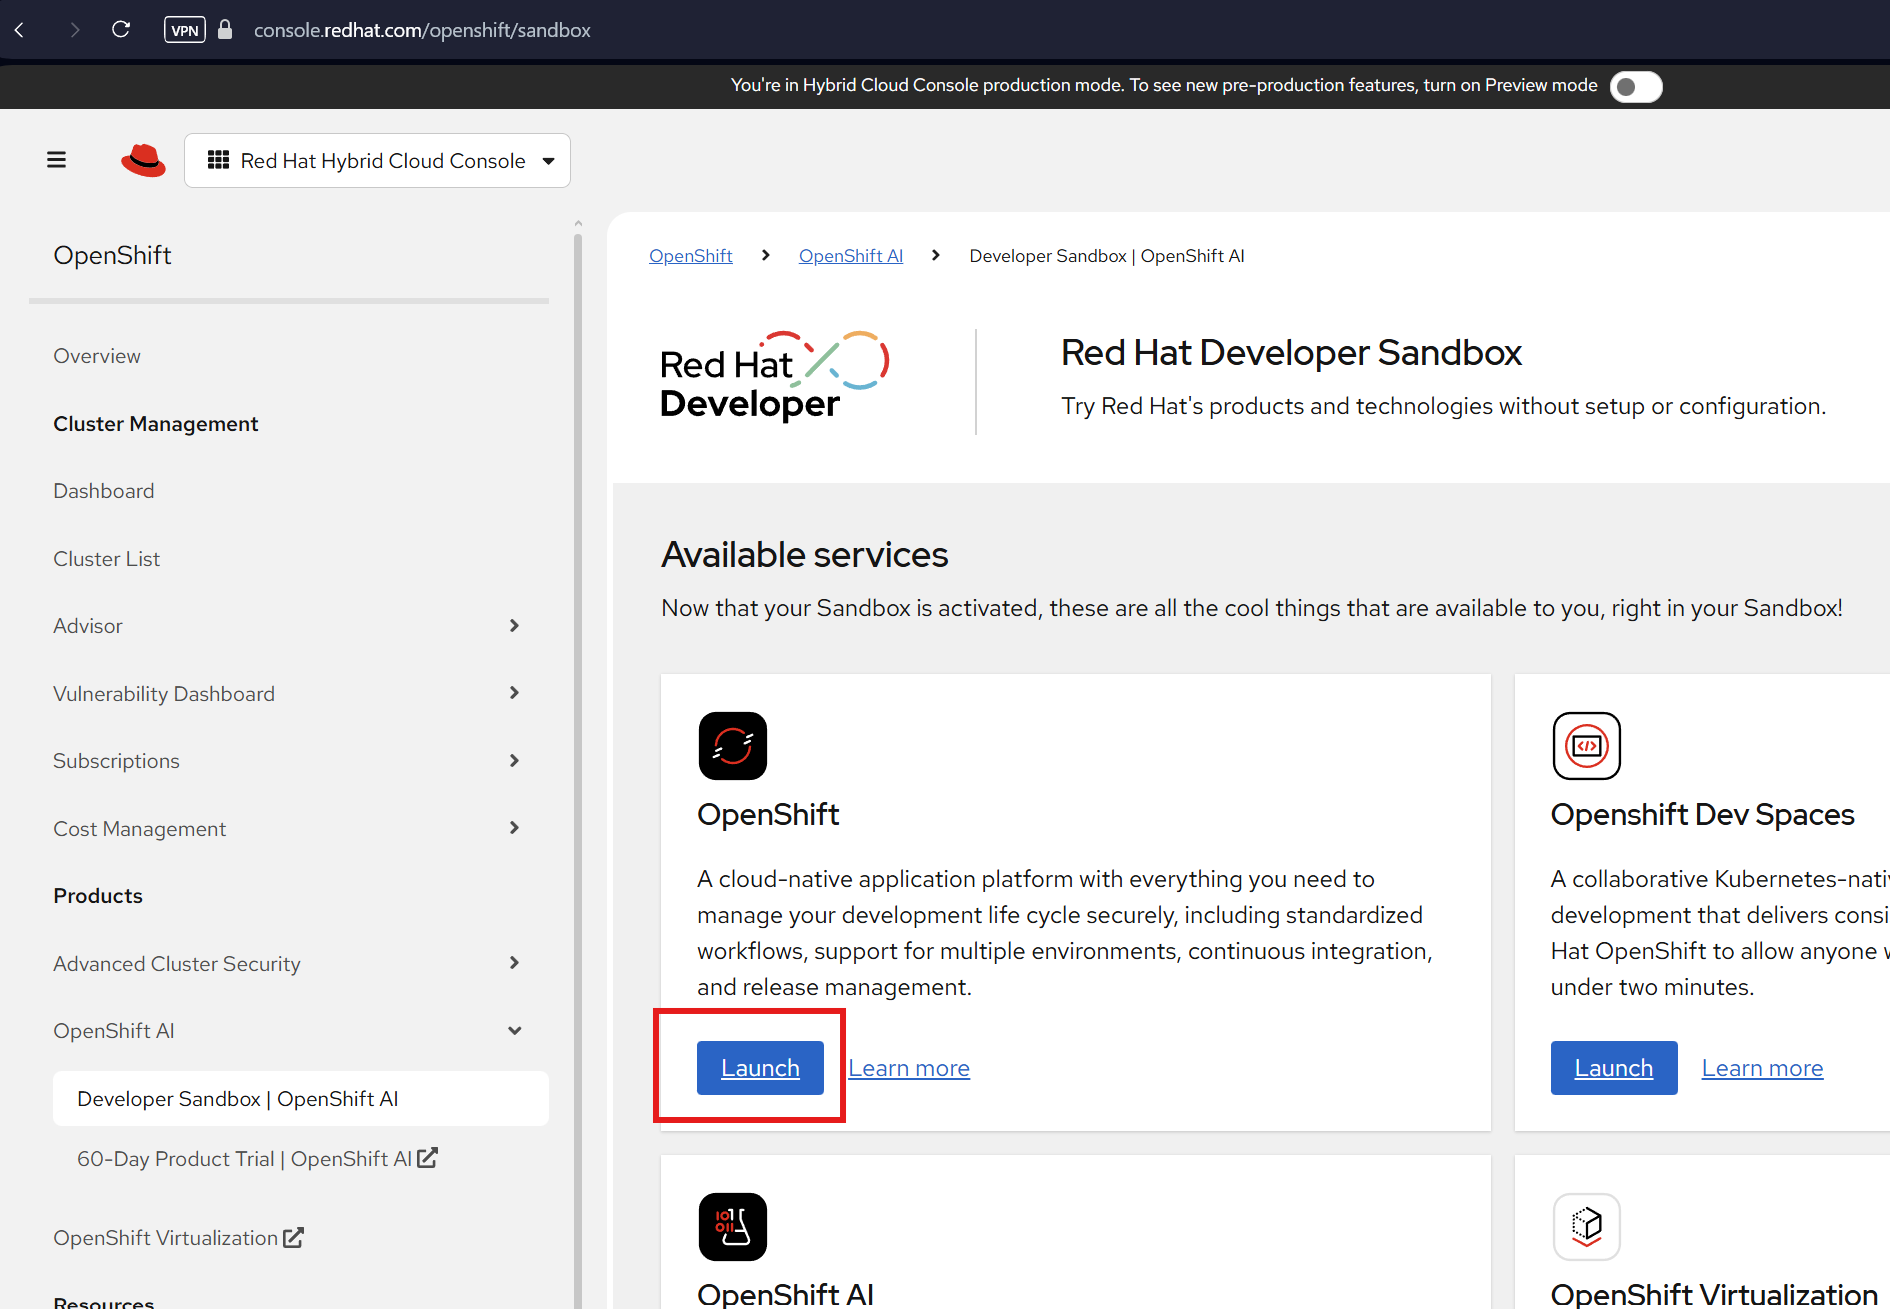 VPN
console.redhat.com/openshift/sandbox
You're in Hybrid Cloud Console production mode. To see new pre-production features, turn on Preview mode
Red Hat Hybrid Cloud Console
OpenShift
Overview
Cluster Management
Dashboard
Cluster List
Advisor
Vulnerability Dashboard
Subscriptions
Cost Management
Products
Advanced Cluster Security
OpenShift AI
Developer Sandbox | OpenShift AI
60-Day Product Trial | OpenShift AI
OpenShift Virtualization
Resources
OpenShift > OpenShift AI > Developer Sandbox | OpenShift AI
Red Hat
Developer
Red Hat Developer Sandbox
Try Red Hat's products and technologies without setup or configuration.
Available services
Now that your Sandbox is activated, these are all the cool things that are available to you, right in your Sandbox!
OpenShift
A cloud-native application platform with everything you need to
manage your development life cycle securely, including standardized
workflows, support for multiple environments, continuous integration,
and release management.
Launch Learn more
Openshift Dev Spaces
A collaborative Kubernetes-nati
development that delivers consi
Hat OpenShift to allow anyone
under two minutes.
Launch Learn more
OpenShift AI
OpenShift Virtualization